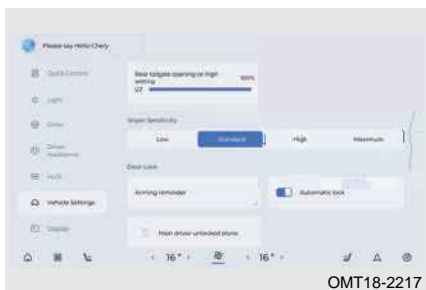 Please say Hello Chery
Quick Control
Rear tailgate opening on high
setting
100%
Light
Drive
Wiper Sensitivity
Low
Standard
High
Maximum
Driver
Assistance
Door Lock
HUD
Arming reminder
Automatic lock
Vehicle Settings
Display
Main driver unlocked alone
16°
16°
OMT18-2217